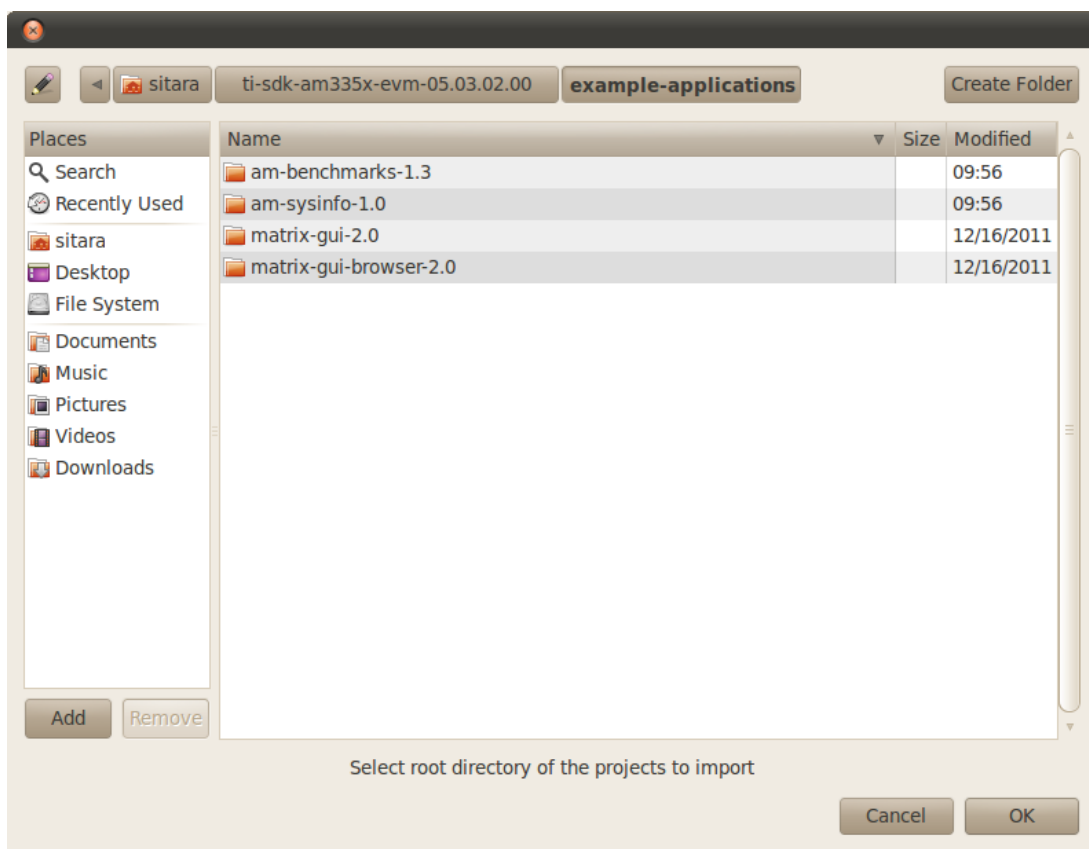 sitara ti-sdk-am335x-evm-05.03.02.00 example-applications Create Folder
Places
Search
Recently Used
sitara
Desktop
File System
Documents
Music
Pictures
Videos
Downloads
Add Remove
Name Size Modified
am-benchmarks-1.3 09:56
am-sysinfo-1.0 09:56
matrix-gui-2.0 12/16/2011
matrix-gui-browser-2.0 12/16/2011
Select root directory of the projects to import
Cancel OK